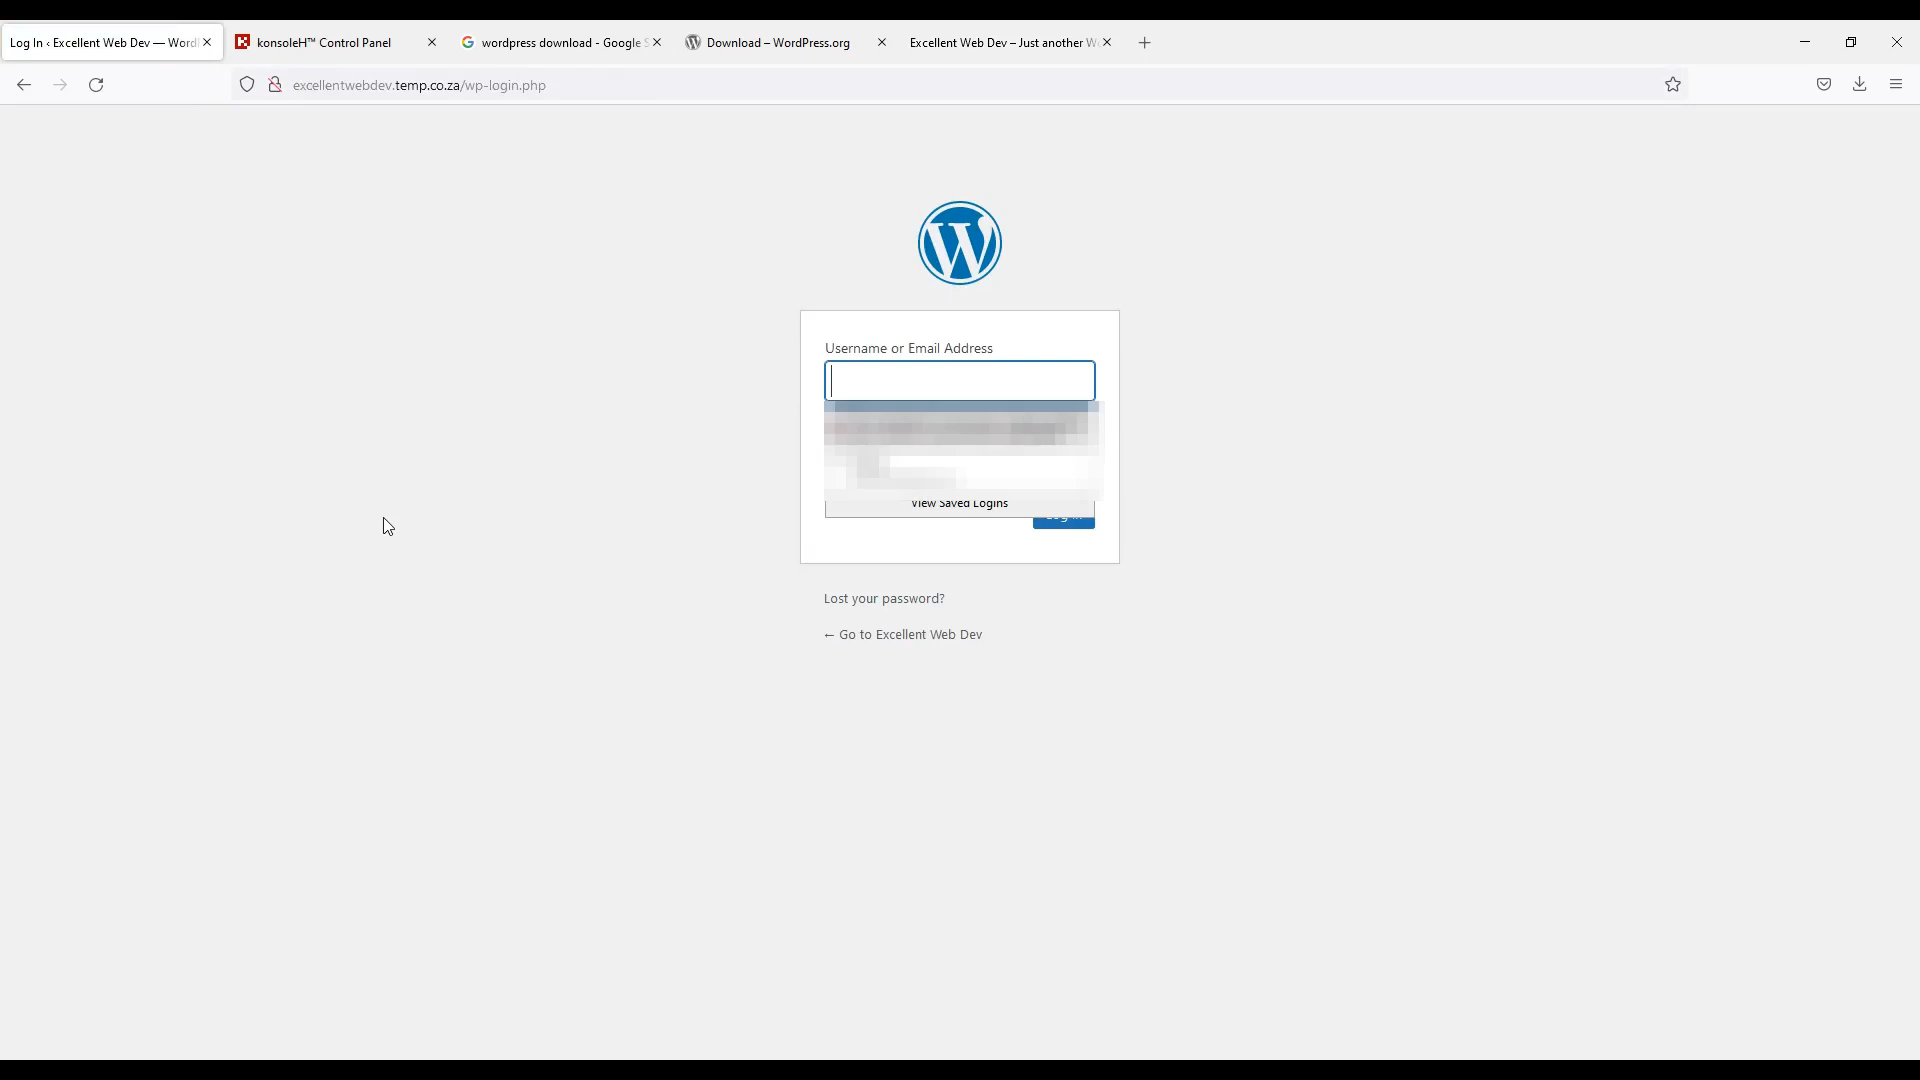 Log In ‹ Excellent Web Dev — Word
konsoleH™ Control Panel
wordpress download - Google S
Download – WordPress.org
Excellent Web Dev – Just another W
excellentwebdev.temp.co.za/wp-login.php
Username or Email Address
View Saved Logins
Lost your password?
← Go to Excellent Web Dev